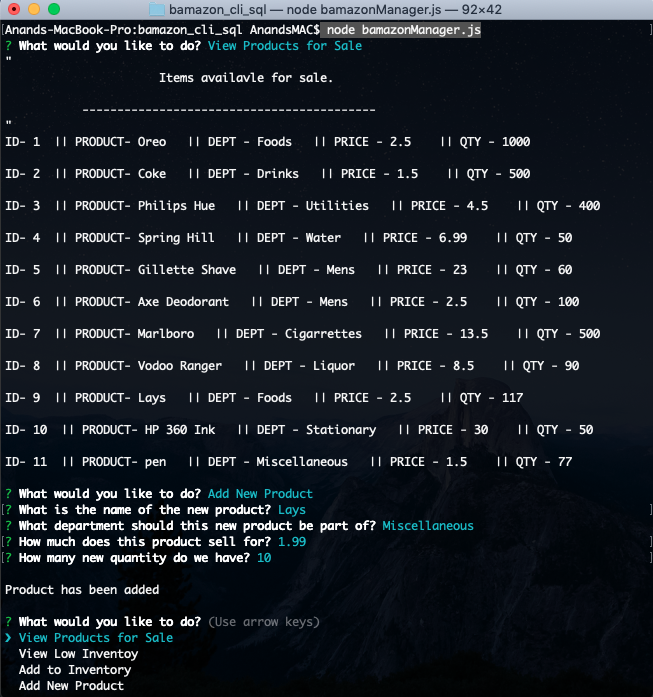 bamazon_cli_sql — node bamazonManager.js — 92×42
[Anands-MacBook-Pro:bamazon_cli_sql AnandsMAC$ node bamazonManager.js ]
? What would you like to do? View Products for Sale
"
Items availavle for sale.
------------------------------------------
"
ID- 1 || PRODUCT- Oreo || DEPT - Foods || PRICE - 2.5 || QTY - 1000
ID- 2 || PRODUCT- Coke || DEPT - Drinks || PRICE - 1.5 || QTY - 500
ID- 3 || PRODUCT- Philips Hue || DEPT - Utilities || PRICE - 4.5 || QTY - 400
ID- 4 || PRODUCT- Spring Hill || DEPT - Water || PRICE - 6.99 || QTY - 50
ID- 5 || PRODUCT- Gillette Shave || DEPT - Mens || PRICE - 23 || QTY - 60
ID- 6 || PRODUCT- Axe Deodorant || DEPT - Mens || PRICE - 2.5 || QTY - 100
ID- 7 || PRODUCT- Marlboro || DEPT - Cigarrettes || PRICE - 13.5 || QTY - 500
ID- 8 || PRODUCT- Vodoo Ranger || DEPT - Liquor || PRICE - 8.5 || QTY - 90
ID- 9 || PRODUCT- Lays || DEPT - Foods || PRICE - 2.5 || QTY - 117
ID- 10 || PRODUCT- HP 360 Ink || DEPT - Stationary || PRICE - 30 || QTY - 50
ID- 11 || PRODUCT- pen || DEPT - Miscellaneous || PRICE - 1.5 || QTY - 77
? What would you like to do? Add New Product
[? What is the name of the new product? Lays ]
? What department should this new product be part of? Miscellaneous
[? How much does this product sell for? 1.99 ]
[? How many new quantity do we have? 10 ]
Product has been added
? What would you like to do? (Use arrow keys)
❯ View Products for Sale
View Low Inventoy
Add to Inventory
Add New Product